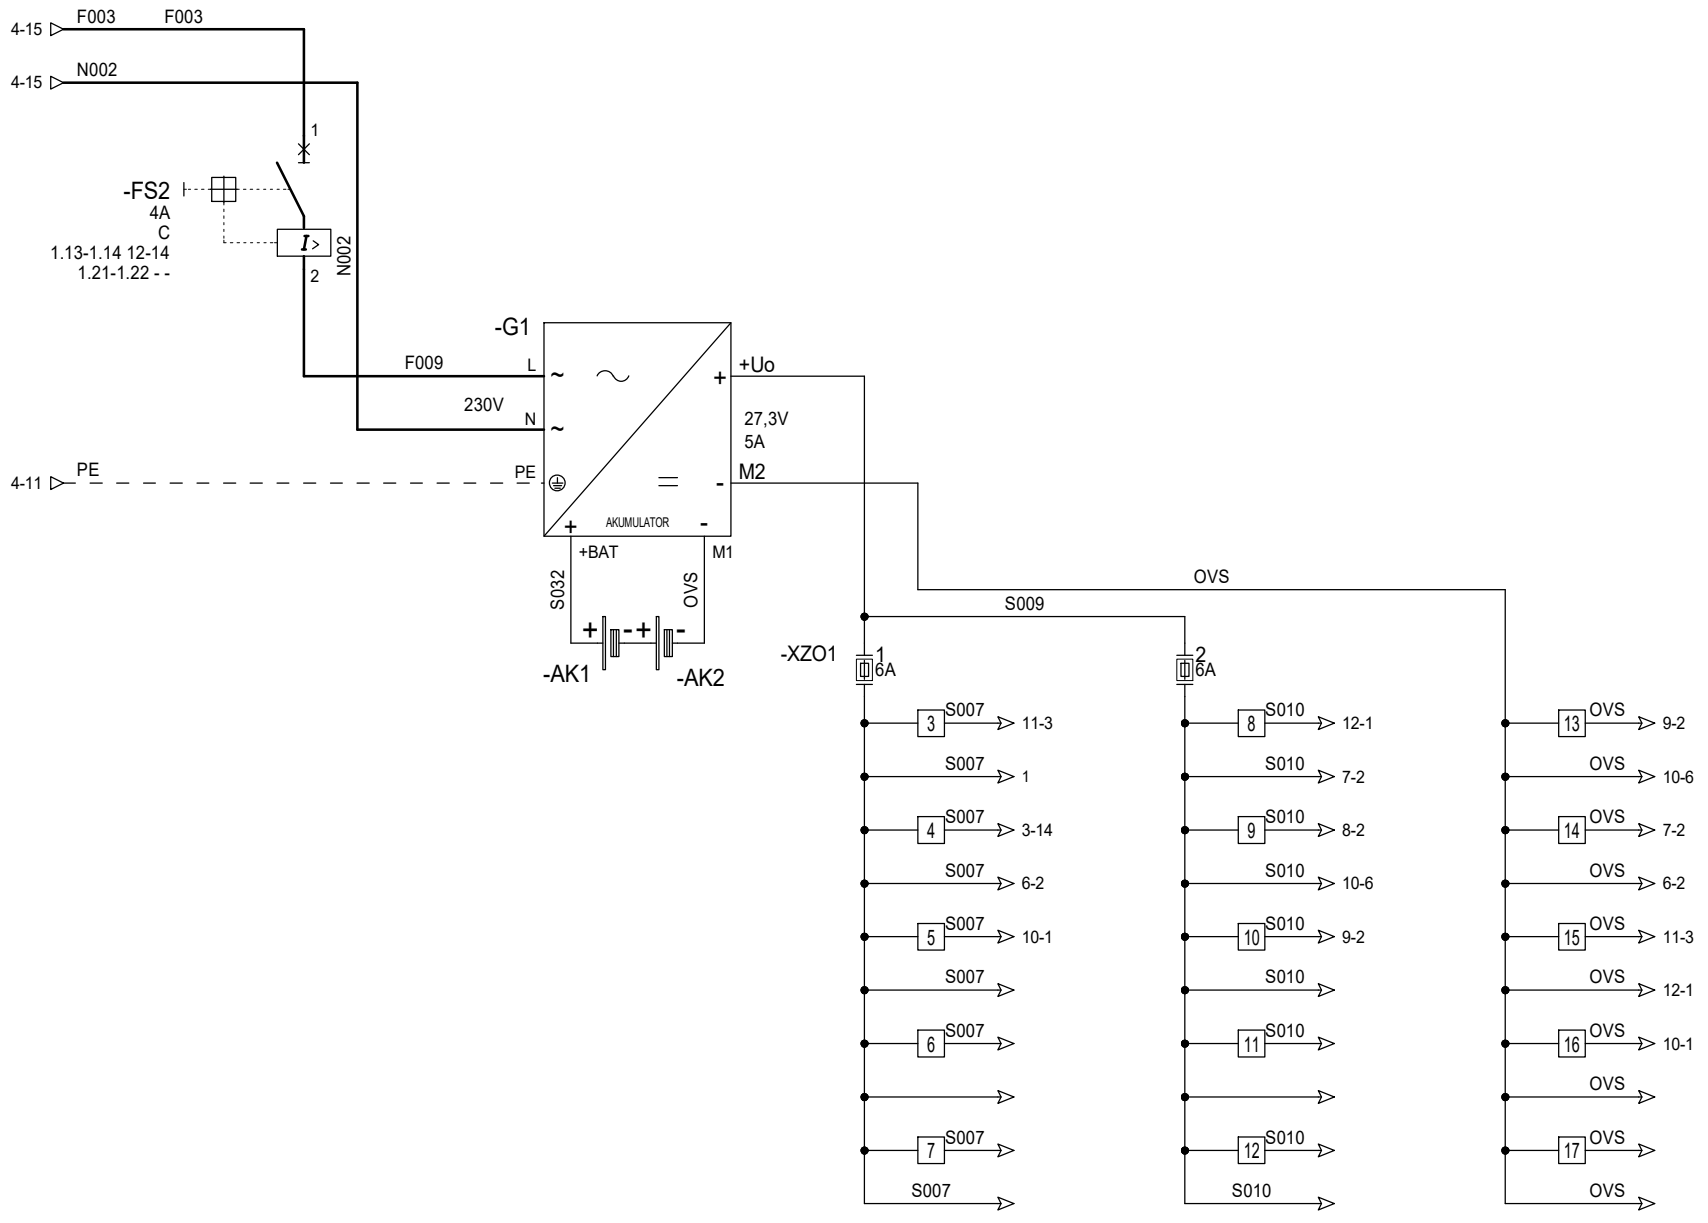 F003 F003
4-15
N002
4-15
1
-FS2
4A
C
1.13-1.14 12-14
1.21-1.22 - -
I>
2
N002
-G1
F009
L
~
230V
N
~
4-11
PE
PE
+Uo
+
27,3V
5A
M2
-
+
AKUMULATOR
-
+BAT
M1
S032
OVS
+ - + -
-AK1
-AK2
OVS
S009
-XZO1
1
6A
2
6A
3 S007 11-3
8 S010 12-1
13 OVS 9-2
S007 1
S010 7-2
OVS 10-6
4 S007 3-14
9 S010 8-2
14 OVS 7-2
S007 6-2
S010 10-6
OVS 6-2
5 S007 10-1
10 S010 9-2
15 OVS 11-3
S007
S010
OVS 12-1
6 S007
11 S010
16 OVS 10-1
OVS
7 S007
12 S010
17 OVS
S007
S010
OVS